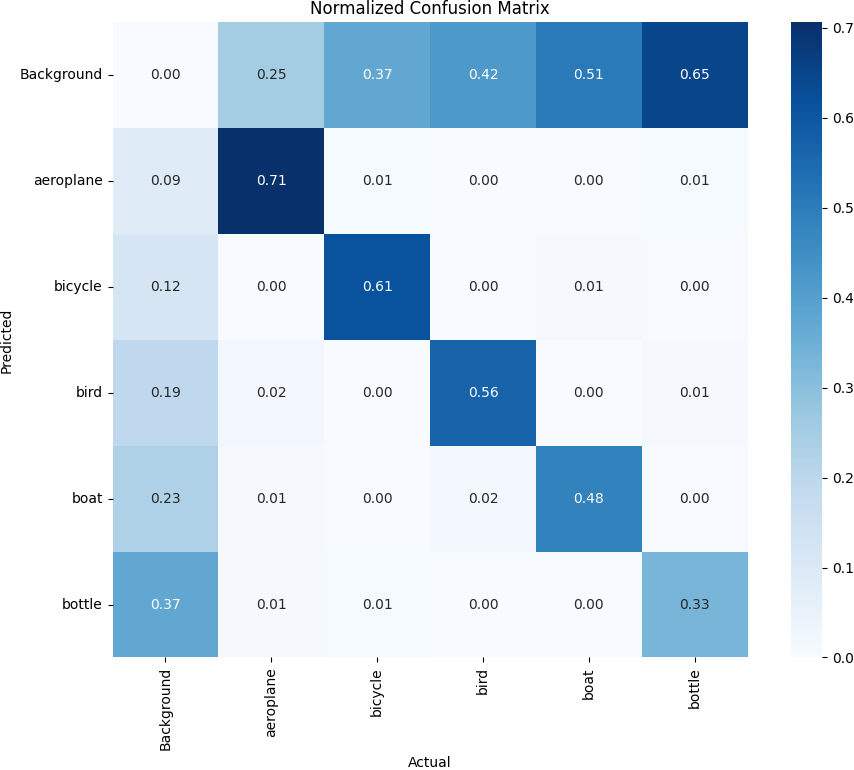 Normalized Confusion Matrix
Background 0.00 0.25 0.37 0.42 0.51 0.65
aeroplane 0.09 0.71 0.01 0.00 0.00 0.01
bicycle 0.12 0.00 0.61 0.00 0.01 0.00
bird 0.19 0.02 0.00 0.56 0.00 0.01
boat 0.23 0.01 0.00 0.02 0.48 0.00
bottle 0.37 0.01 0.01 0.00 0.00 0.33
Predicted
Background aeroplane bicycle bird boat bottle
Actual
0.7
0.6
0.5
0.4
0.3
0.2
0.1
0.0